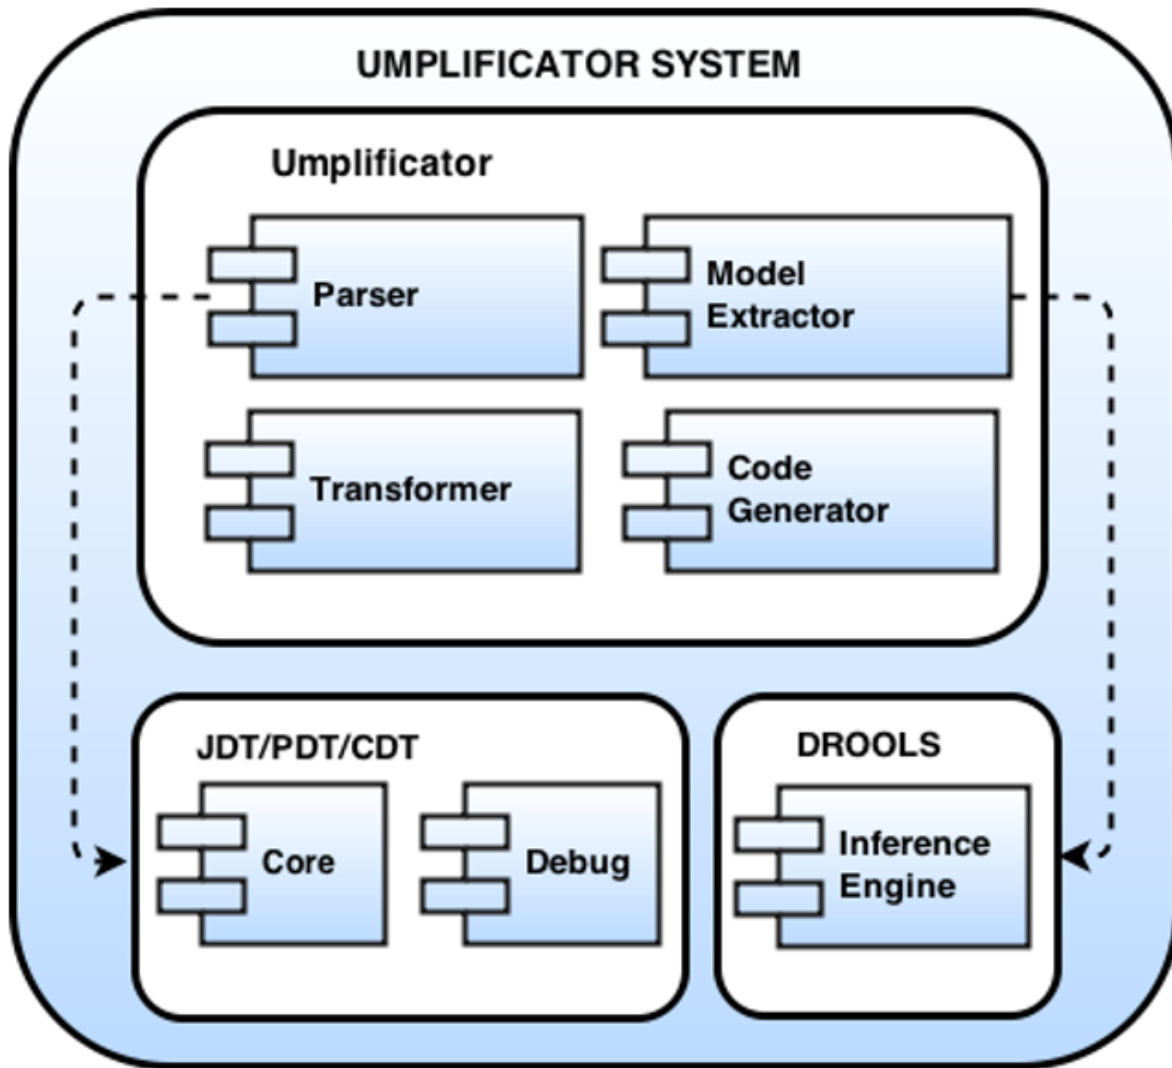 UMPLIFICATOR SYSTEM
Umplificator
Parser
Model
Extractor
Transformer
Code
Generator
JDT/PDT/CDT
Core
Debug
DROOLS
Inference
Engine